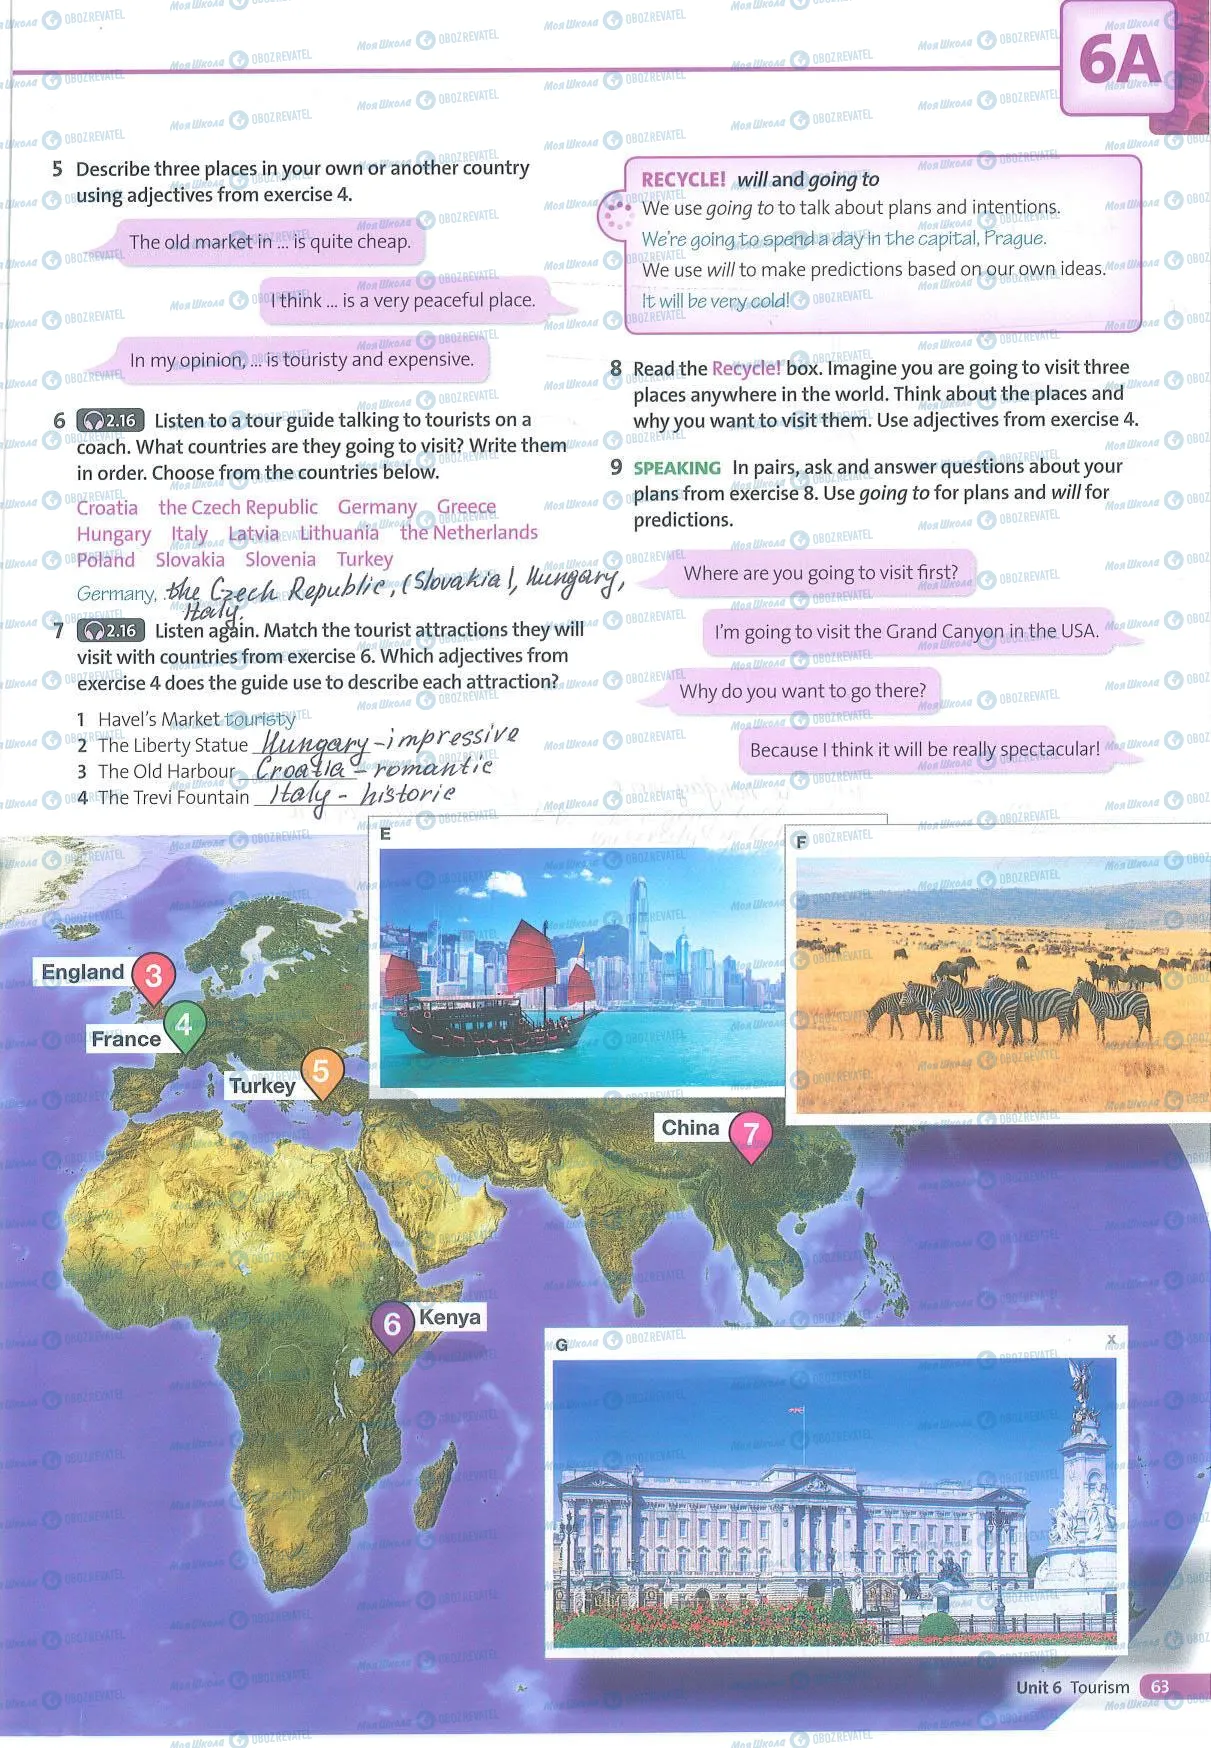 6A
5 Describe three places in your own or another country
using adjectives from exercise 4.
The old market in ... is quite cheap.
I think ... is a very peaceful place.
In my opinion, ... is touristy and expensive.
6 2.16 Listen to a tour guide talking to tourists on a
coach. What countries are they going to visit? Write them
in order. Choose from the countries below.
Croatia the Czech Republic Germany Greece
Hungary Italy Latvia Lithuania the Netherlands
Poland Slovakia Slovenia Turkey
Germany, the Czech Republic, (Slovakia), Hungary,
Italy.
7 2.16 Listen again. Match the tourist attractions they will
visit with countries from exercise 6. Which adjectives from
exercise 4 does the guide use to describe each attraction?
1 Havel's Market touristy
2 The Liberty Statue Hungary - impressive
3 The Old Harbour Croatia - romantic
4 The Trevi Fountain Italy - historic
RECYCLE! will and going to
We use going to to talk about plans and intentions.
We're going to spend a day in the capital, Prague.
We use will to make predictions based on our own ideas.
It will be very cold!
8 Read the Recycle! box. Imagine you are going to visit three
places anywhere in the world. Think about the places and
why you want to visit them. Use adjectives from exercise 4.
9 SPEAKING In pairs, ask and answer questions about your
plans from exercise 8. Use going to for plans and will for
predictions.
Where are you going to visit first?
I'm going to visit the Grand Canyon in the USA.
Why do you want to go there?
Because I think it will be really spectacular!
E
F
England 3
France 4
Turkey 5
China 7
6 Kenya
G
x
Unit 6 Tourism 63
Моя Школа OBOZREVATEL